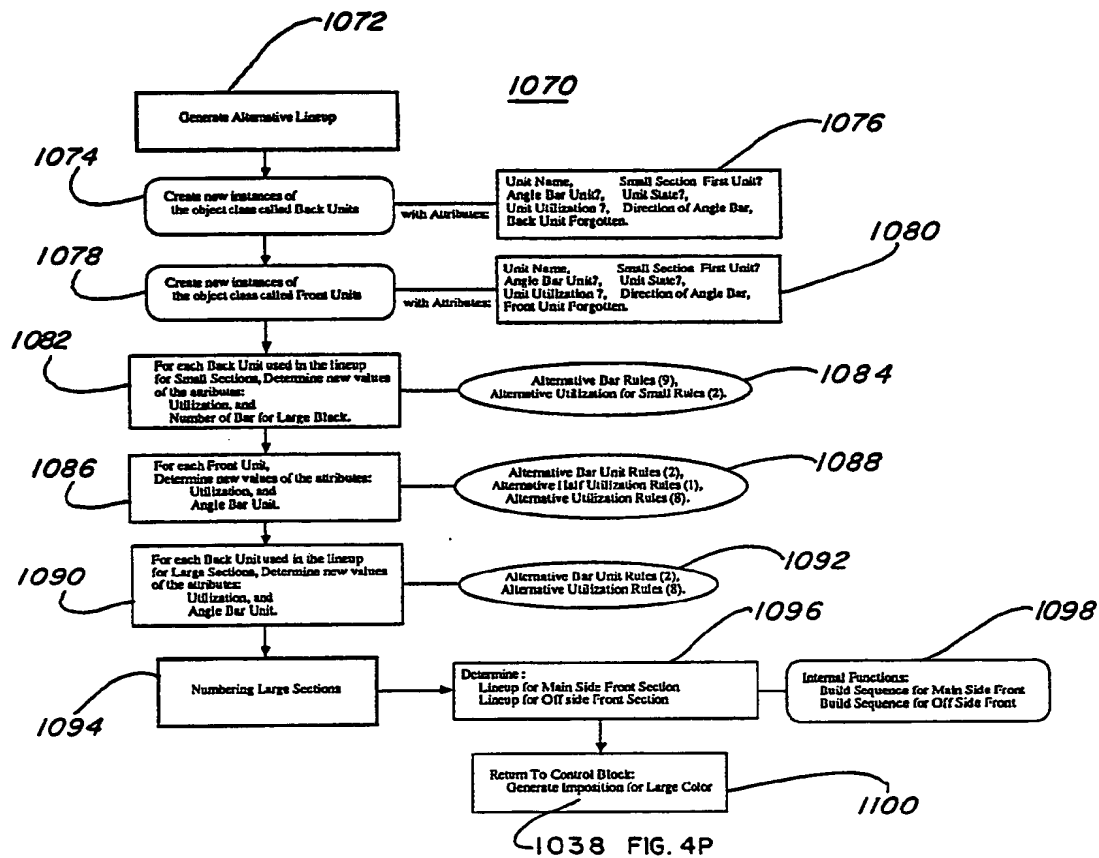 1072
1070
Generate Alternative Lineup
1074
1076
Create new instances of
the object class called Back Units
with Attributes:
Unit Name, Small Section First Unit?
Angle Bar Unit?, Unit State?,
Unit Utilization ?, Direction of Angle Bar,
Back Unit Forgotten.
1078
1080
Create new instances of
the object class called Front Units
with Attributes:
Unit Name, Small Section First Unit?
Angle Bar Unit?, Unit State?,
Unit Utilization ?, Direction of Angle Bar,
Front Unit Forgotten.
1082
For each Back Unit used in the lineup
for Small Sections, Determine new values
of the attributes:
Utilization, and
Number of Bar for Large Black.
Alternative Bar Rules (9),
Alternative Utilization for Small Rules (2).
1084
1086
For each Front Unit,
Determine new values of the attributes:
Utilization, and
Angle Bar Unit.
Alternative Bar Unit Rules (2),
Alternative Half Utilization Rules (1),
Alternative Utilization Rules (8).
1088
1090
For each Back Unit used in the lineup
for Large Sections, Determine new values
of the attributes:
Utilization, and
Angle Bar Unit.
Alternative Bar Unit Rules (2),
Alternative Utilization Rules (8).
1092
1094
Numbering Large Sections
1096
Determine :
Lineup for Main Side Front Section
Lineup for Off side Front Section
1098
Internal Functions:
Build Sequence for Main Side Front
Build Sequence for Off Side Front
Return To Control Block:
Generate Imposition for Large Color
1100
1038 FIG. 4P